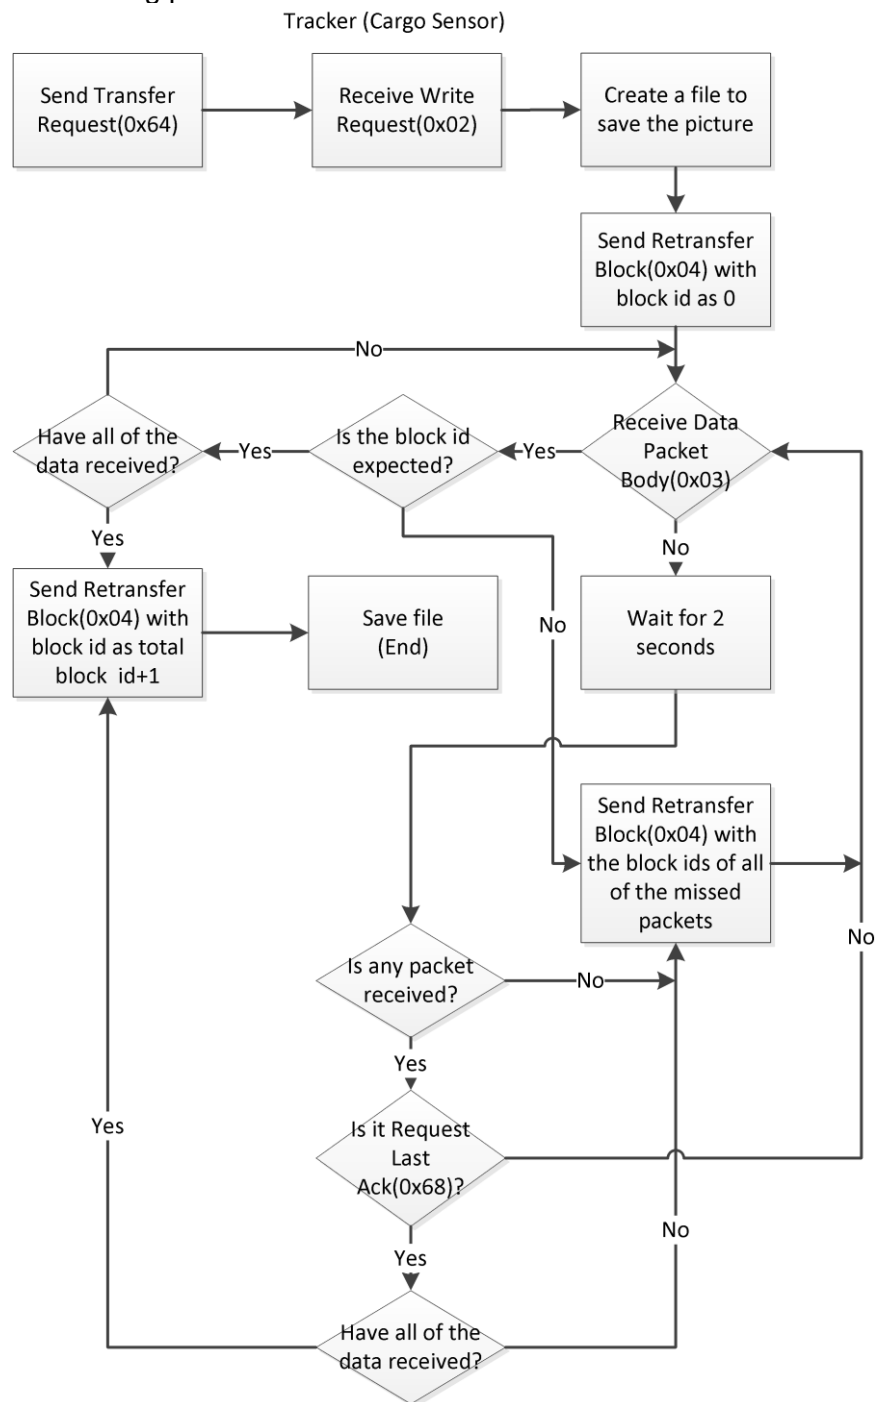 Tracker (Cargo Sensor)
Send Transfer
Request(0x64)
Receive Write
Request(0x02)
Create a file to
save the picture
Send Retransfer
Block(0x04) with
block id as 0
No
Have all of the
data received?
Yes
Is the block id
expected?
Yes
Receive Data
Packet
Body(0x03)
Yes
No
Send Retransfer
Block(0x04) with
block id as total
block id+1
Save file
(End)
No
Wait for 2
seconds
Send Retransfer
Block(0x04) with
the block ids of all
of the missed
packets
No
Is any packet
received?
No
Yes
Yes
Is it Request
Last
Ack(0x68)?
No
Yes
Have all of the
data received?